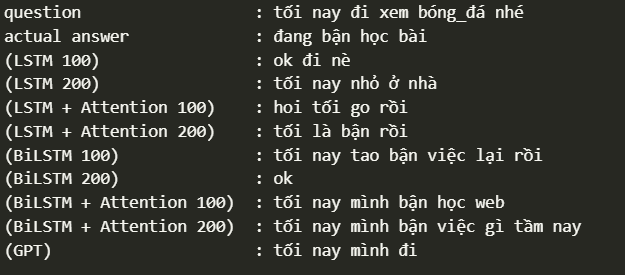 question : tối nay đi xem bóng_đá nhé
actual answer : đang bận học bài
(LSTM 100) : ok đi nè
(LSTM 200) : tối nay nhỏ ở nhà
(LSTM + Attention 100) : hoi tối go rồi
(LSTM + Attention 200) : tối là bận rồi
(BiLSTM 100) : tối nay tao bận việc lại rồi
(BiLSTM 200) : ok
(BiLSTM + Attention 100) : tối nay mình bận học web
(BiLSTM + Attention 200) : tối nay mình bận việc gì tầm nay
(GPT) : tối nay mình đi